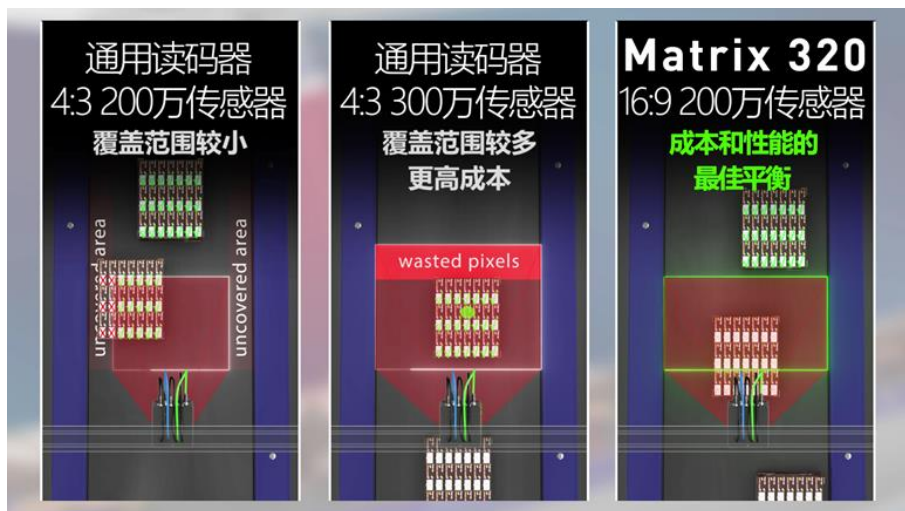 通用读码器
4:3 200万传感器
覆盖范围较小
uncovered area
uncovered area
通用读码器
4:3 300万传感器
覆盖范围较多
更高成本
wasted pixels
Matrix 320
16:9 200万传感器
成本和性能的
最佳平衡